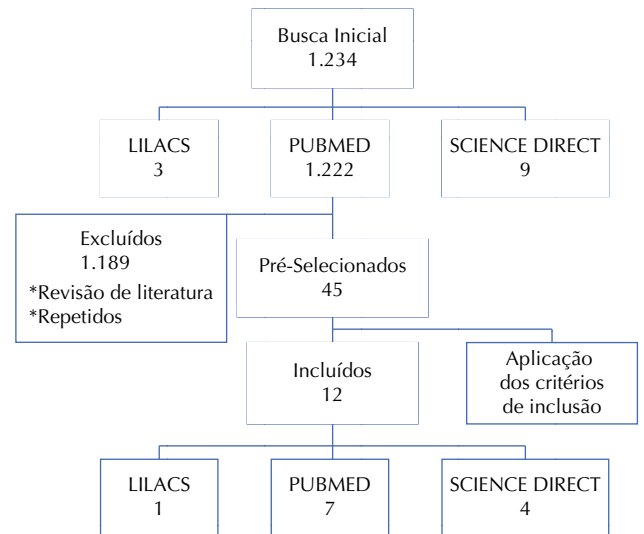 Busca Inicial
1.234
LILACS
3
PUBMED
1.222
SCIENCE DIRECT
9
Excluídos
1.189
*Revisão de literatura
*Repetidos
Pré-Selecionados
45
Incluídos
12
Aplicação
dos critérios
de inclusão
LILACS
1
PUBMED
7
SCIENCE DIRECT
4